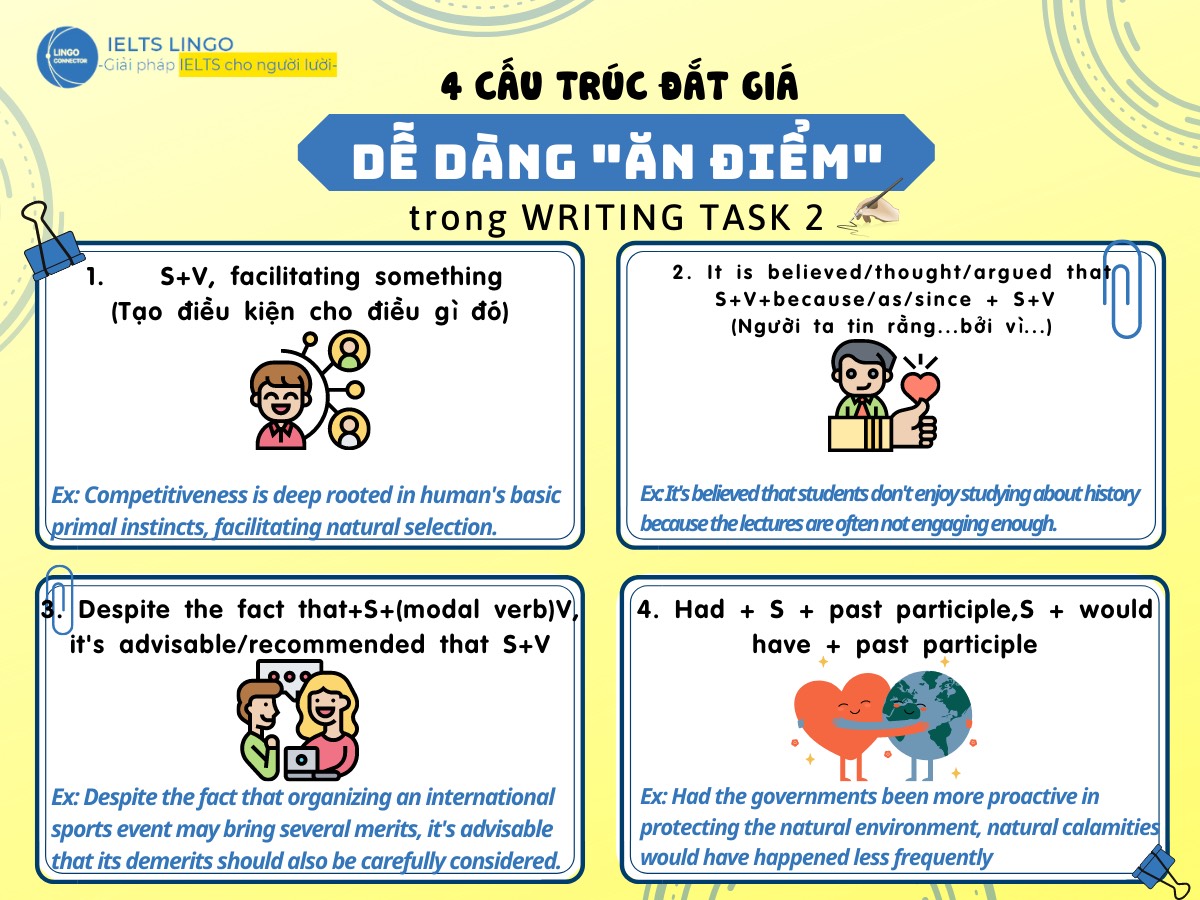 LINGO
CONNECTOR
IELTS LINGO
-Giải pháp IELTS cho người lười-
4 CẤU TRÚC ĐẮT GIÁ
DỄ DÀNG "ĂN ĐIỂM"
trong WRITING TASK 2
1. S+V, facilitating something
(Tạo điều kiện cho điều gì đó)
Ex: Competitiveness is deep rooted in human's basic
primal instincts, facilitating natural selection.
2. It is believed/thought/argued that
S+V+because/as/since + S+V
(Người ta tin rằng...bởi vì...)
Ex: It's believed that students don't enjoy studying about history
because the lectures are often not engaging enough.
3. Despite the fact that+S+(modal verb)V,
it's advisable/recommended that S+V
Ex: Despite the fact that organizing an international
sports event may bring several merits, it's advisable
that its demerits should also be carefully considered.
4. Had + S + past participle,S + would
have + past participle
Ex: Had the governments been more proactive in
protecting the natural environment, natural calamities
would have happened less frequently